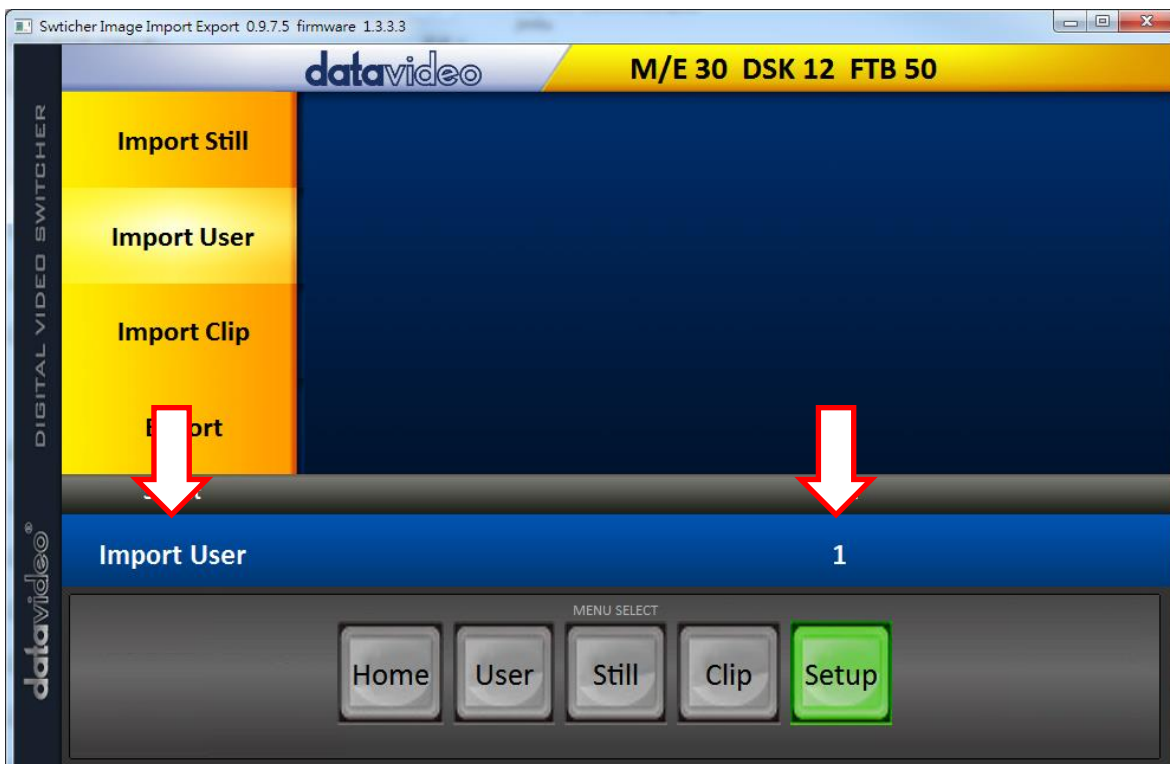 Swticher Image Import Export 0.9.7.5 firmware 1.3.3.3
datavideo
M/E 30 DSK 12 FTB 50
DIGITAL VIDEO SWITCHER
datavideo®
Import Still
Import User
Import Clip
Import User
1
MENU SELECT
Home
User
Still
Clip
Setup